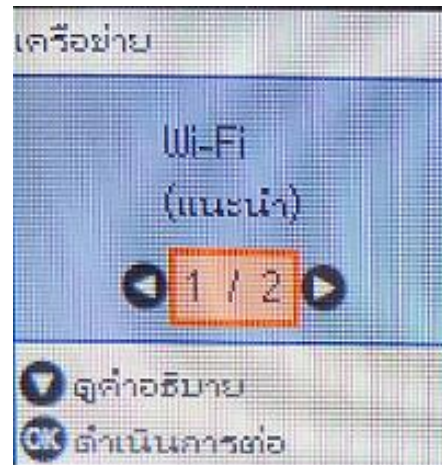 เครือข่าย
Wi-Fi
(แนะนำ)
1 / 2
ดูคำอธิบาย
OK ดำเนินการต่อ